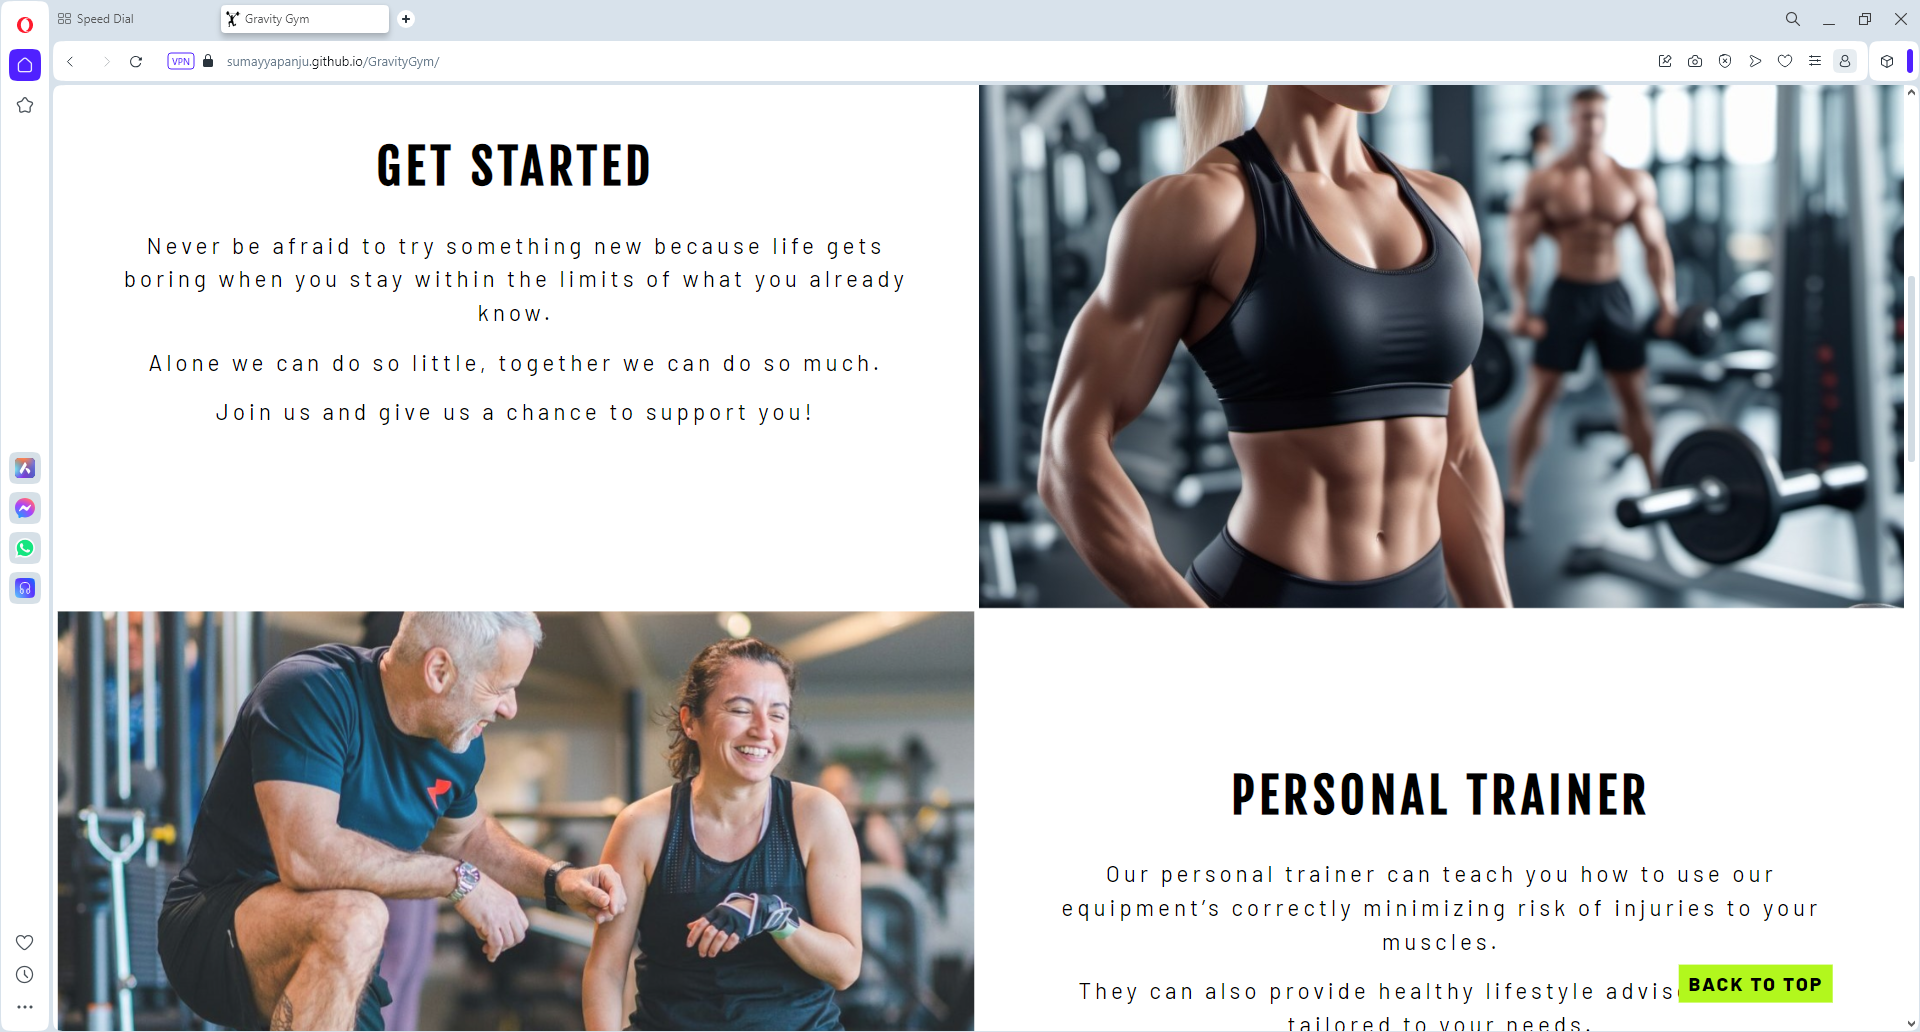 Speed Dial
Gravity Gym
VPN
sumayyapanju.github.io/GravityGym/
GET STARTED
Never be afraid to try something new because life gets
boring when you stay within the limits of what you already
know.
Alone we can do so little, together we can do so much.
Join us and give us a chance to support you!
PERSONAL TRAINER
Our personal trainer can teach you how to use our
equipment’s correctly minimizing risk of injuries to your
muscles.
They can also provide healthy lifestyle advis
BACK TO TOP
tailored to your needs.